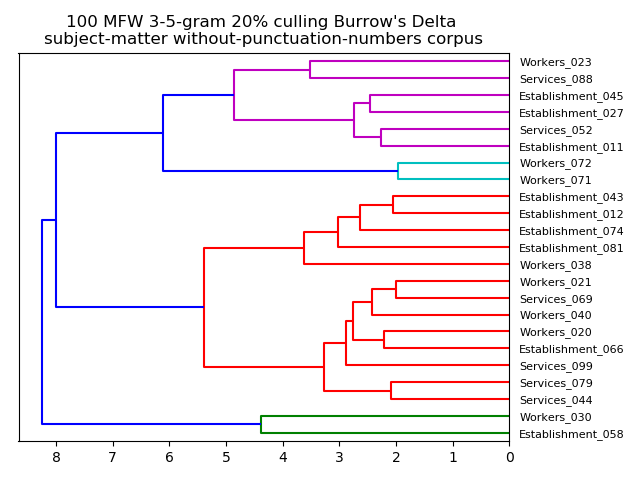 100 MFW 3-5-gram 20% culling Burrow's Delta
subject-matter without-punctuation-numbers corpus
Workers_023
Services_088
Establishment_045
Establishment_027
Services_052
Establishment_011
Workers_072
Workers_071
Establishment_043
Establishment_012
Establishment_074
Establishment_081
Workers_038
Workers_021
Services_069
Workers_040
Workers_020
Establishment_066
Services_099
Services_079
Services_044
Workers_030
Establishment_058
8 7 6 5 4 3 2 1 0